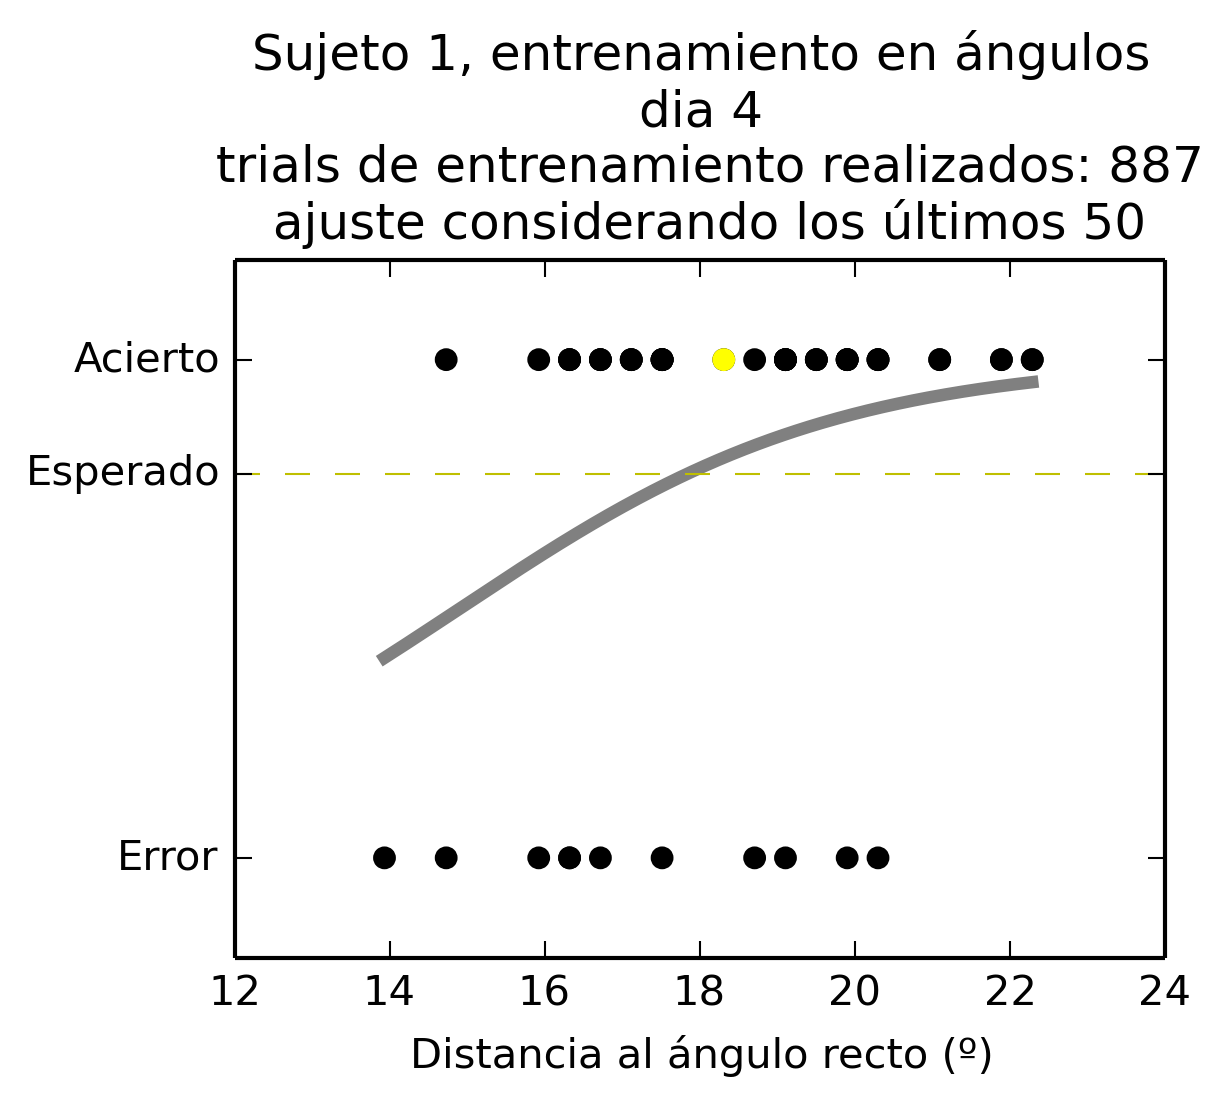 Sujeto 1, entrenamiento en ángulos
dia 4
trials de entrenamiento realizados: 887
ajuste considerando los últimos 50
Acierto
Esperado
Error
12 14 16 18 20 22 24
Distancia al ángulo recto (º)